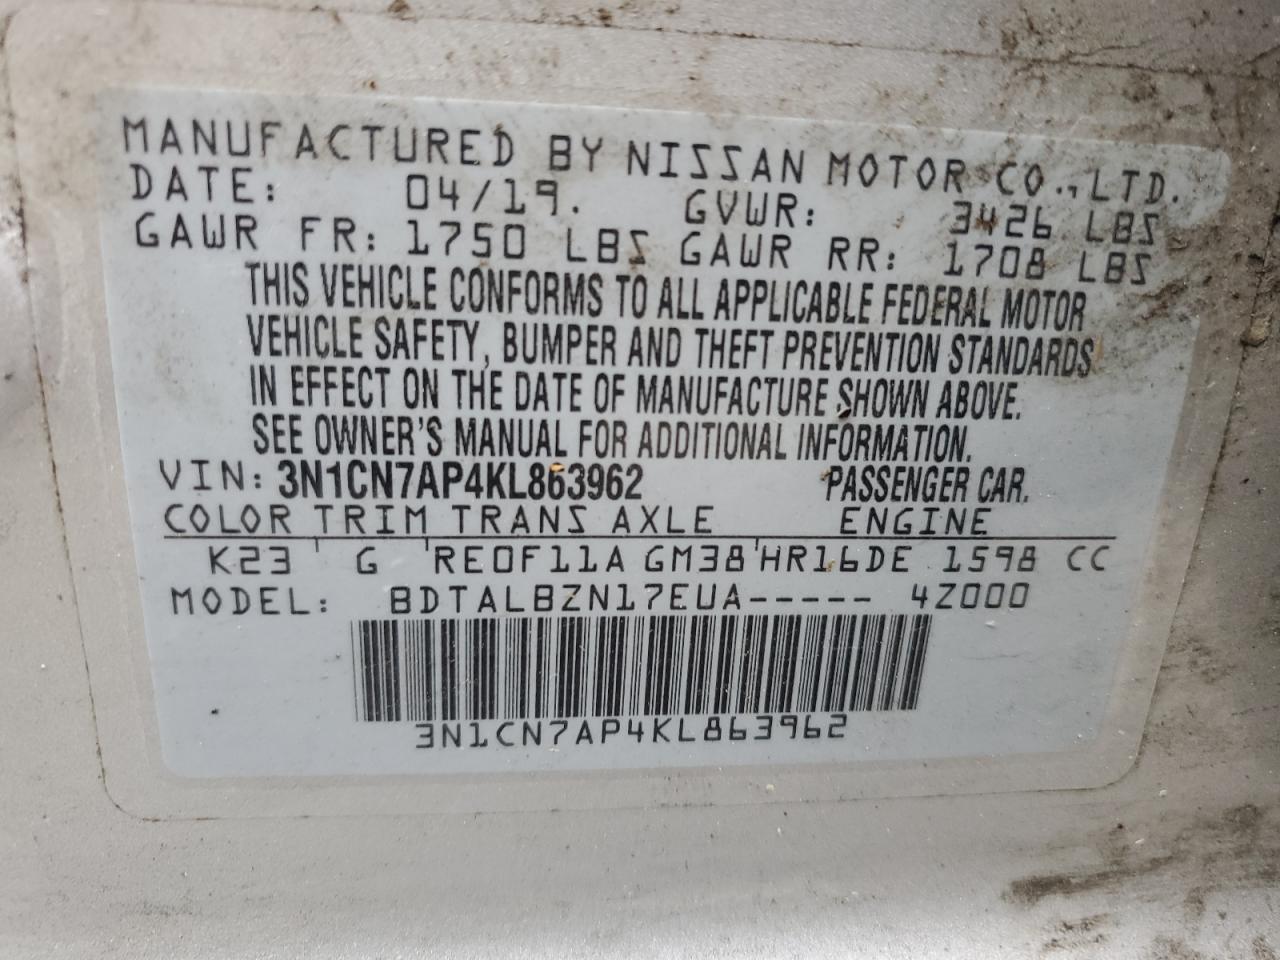 MANUFACTURED BY NISSAN MOTOR CO., LTD.
DATE: 04/19. GVWR: 3426 LBS
GAWR FR: 1750 LBS GAWR RR: 1708 LBS
THIS VEHICLE CONFORMS TO ALL APPLICABLE FEDERAL MOTOR
VEHICLE SAFETY, BUMPER AND THEFT PREVENTION STANDARDS
IN EFFECT ON THE DATE OF MANUFACTURE SHOWN ABOVE.
SEE OWNER'S MANUAL FOR ADDITIONAL INFORMATION.
VIN: 3N1CN7AP4KL863962 PASSENGER CAR.
COLOR TRIM TRANS AXLE ENGINE
K23 G RE0F11A GM38 HR16DE 1598 CC
MODEL: BDTALBZN17EUA----- 4Z000
3N1CN7AP4KL863962